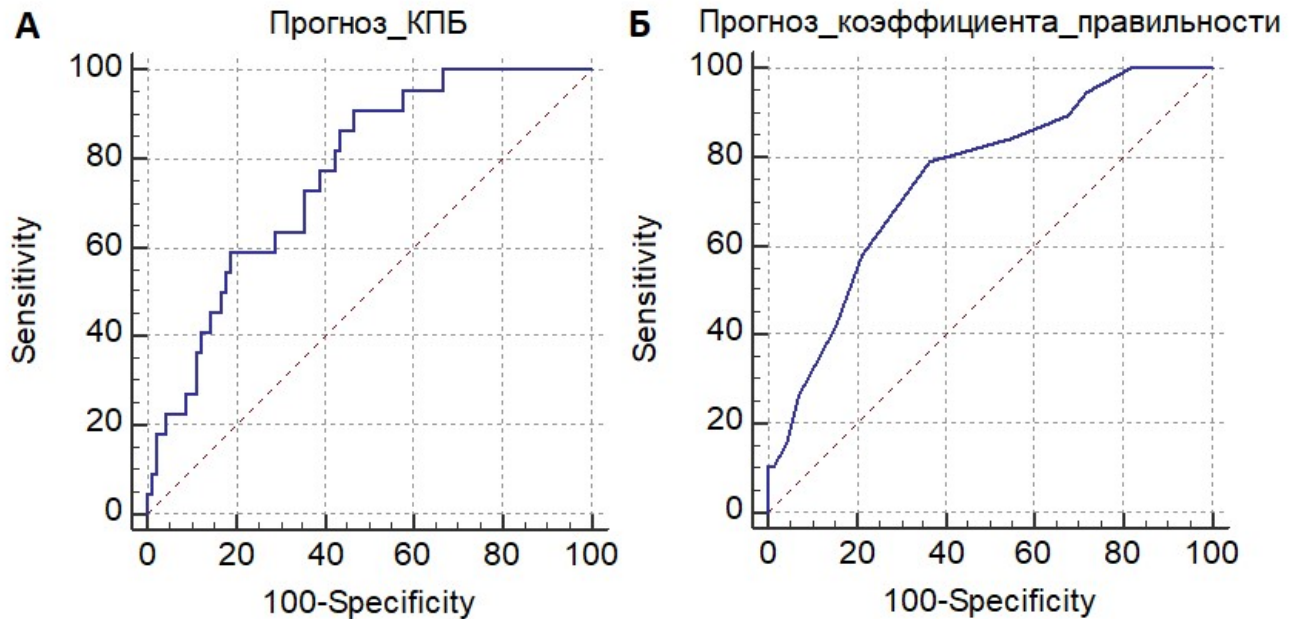 А
Прогноз_КПБ
100
80
60
40
20
0
Sensitivity
0 20 40 60 80 100
100-Specificity
Б
Прогноз_коэффициента_правильности
100
80
60
40
20
0
Sensitivity
0 20 40 60 80 100
100-Specificity